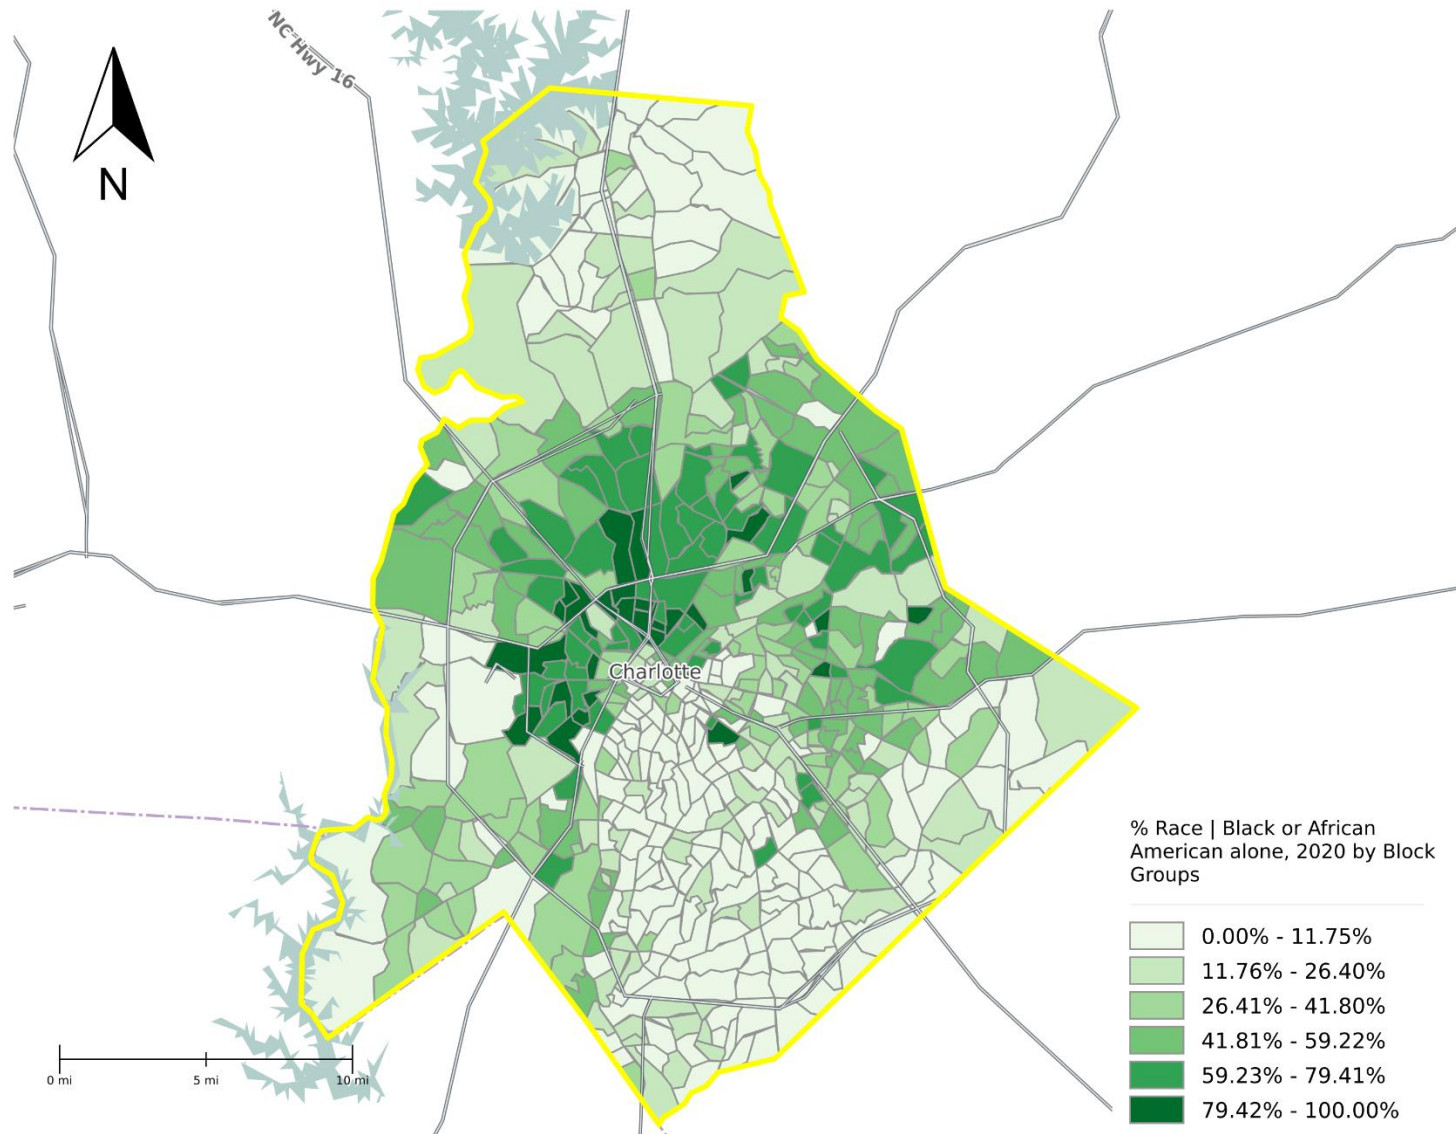 NC Hwy 16
N
Charlotte
% Race | Black or African
American alone, 2020 by Block
Groups
0.00% - 11.75%
11.76% - 26.40%
26.41% - 41.80%
41.81% - 59.22%
59.23% - 79.41%
79.42% - 100.00%
0 mi 5 mi 10 mi